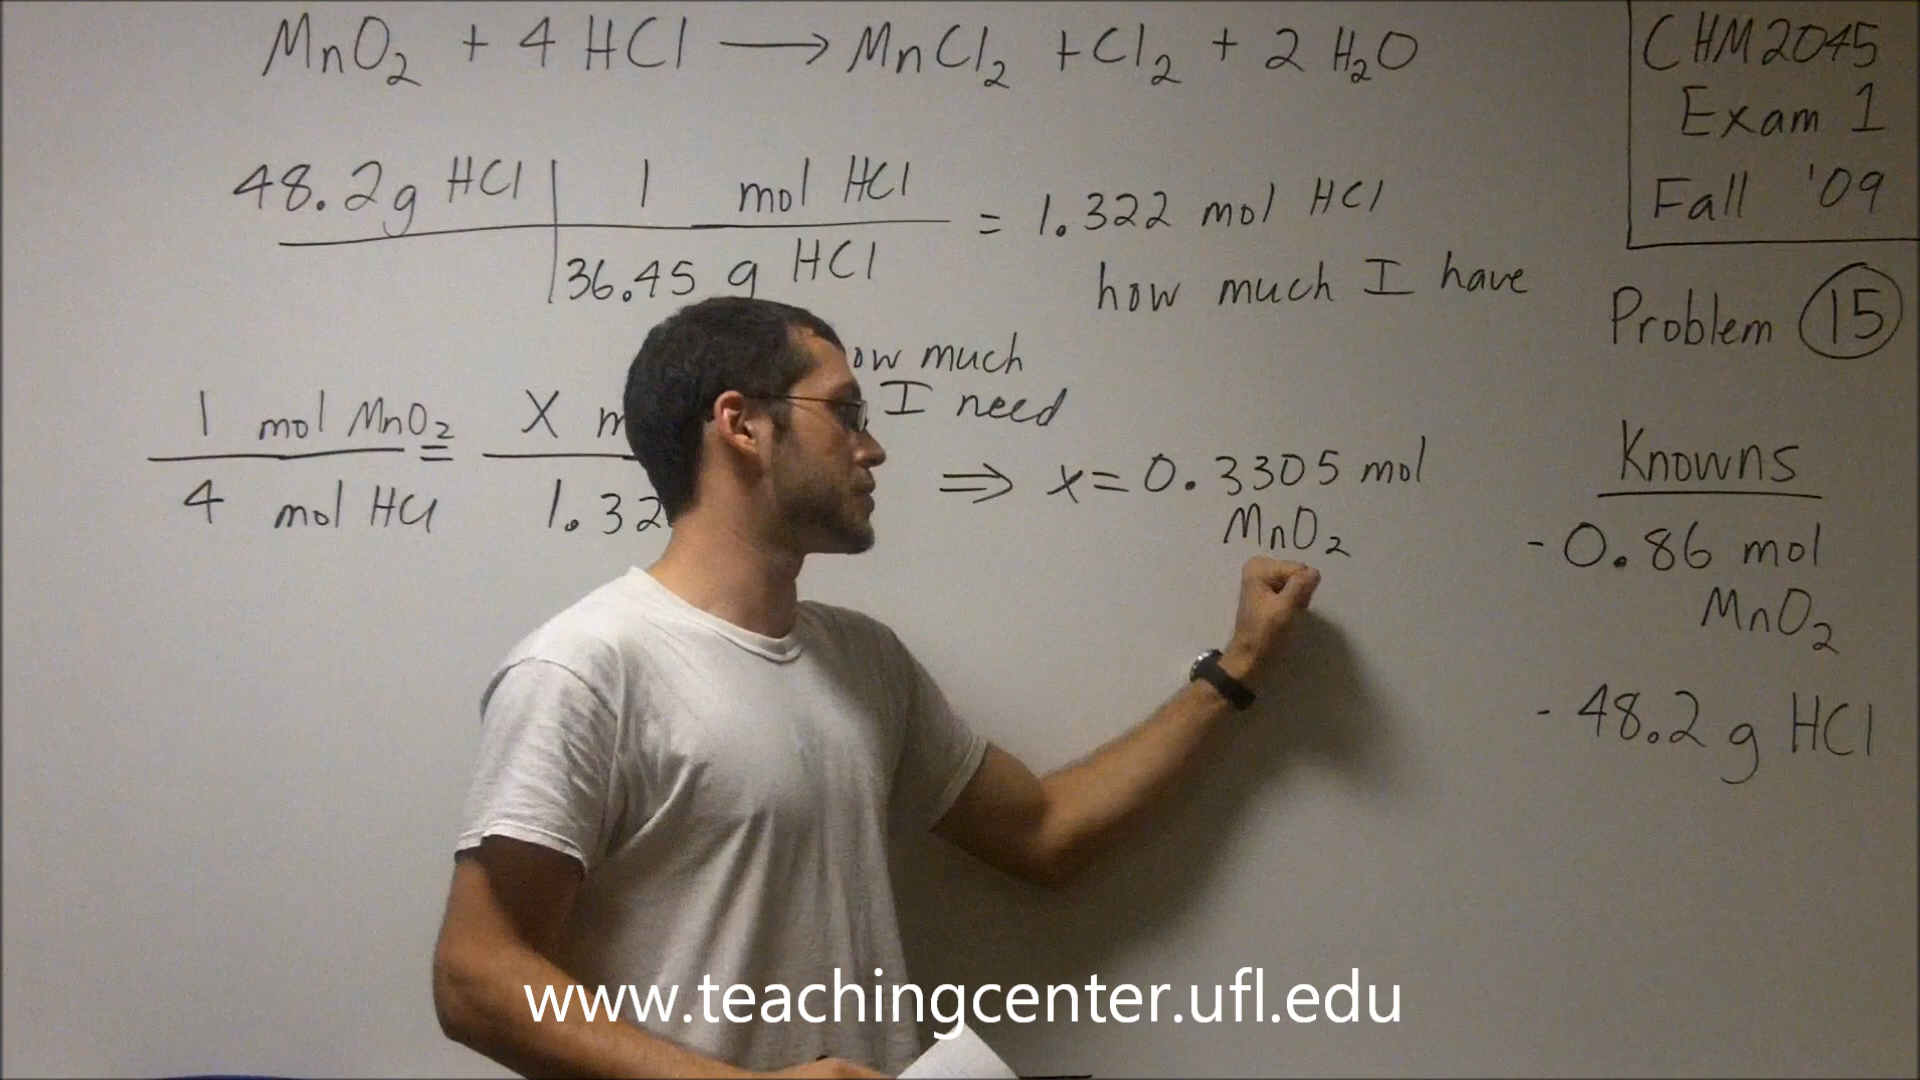 MnO₂ + 4 HCl → MnCl₂ + Cl₂ + 2 H₂O
CHM2045
Exam 1
Fall '09
Problem 15
48.2g HCl | 1 mol HCl
36.45 g HCl
= 1.322 mol HCl
how much I have
much
I need
1 mol MnO₂ = X
4 mol HCl 1.32
⇒ x = 0.3305 mol
MnO₂
Knowns
- 0.86 mol
MnO₂
- 48.2 g HCl
www.teachingcenter.ufl.edu